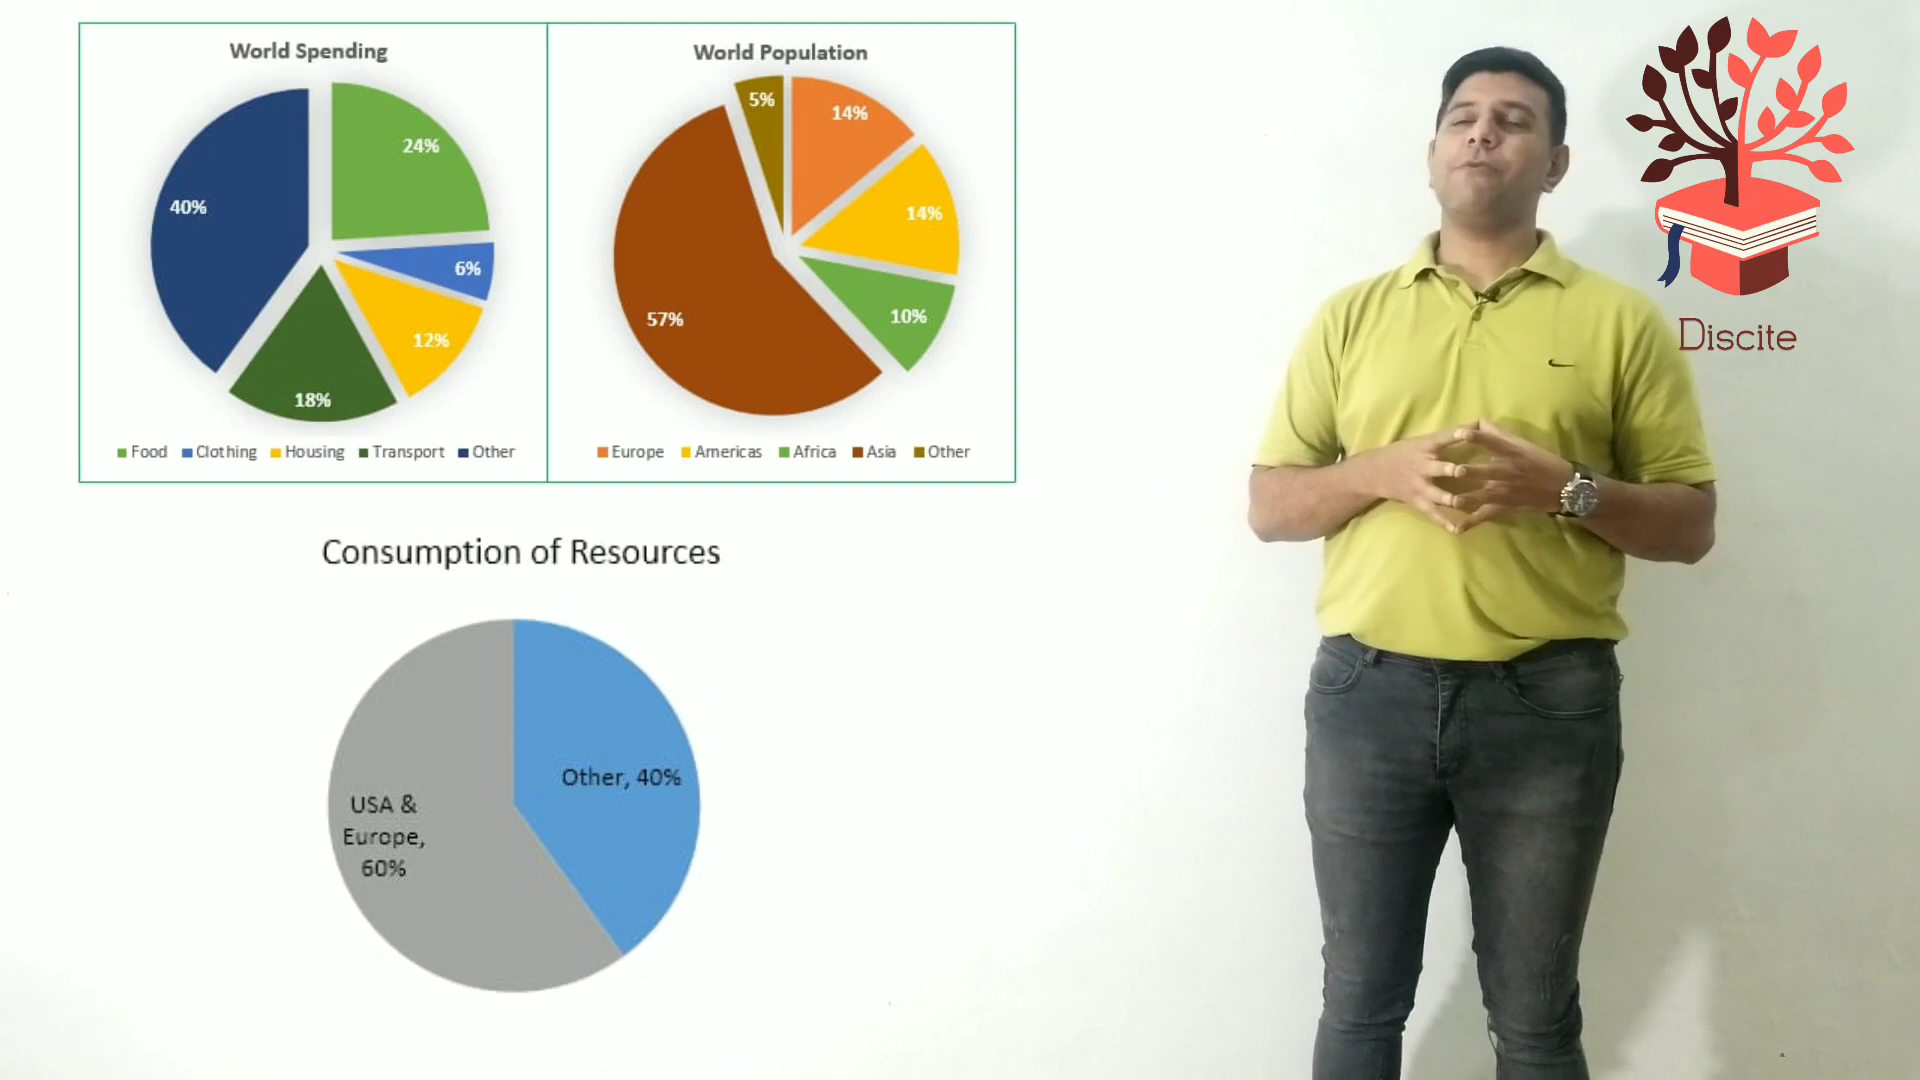 World Spending
24%
6%
12%
18%
40%
Food Clothing Housing Transport Other
World Population
5%
14%
14%
10%
57%
Europe Americas Africa Asia Other
Consumption of Resources
Other, 40%
USA &
Europe,
60%
Discite